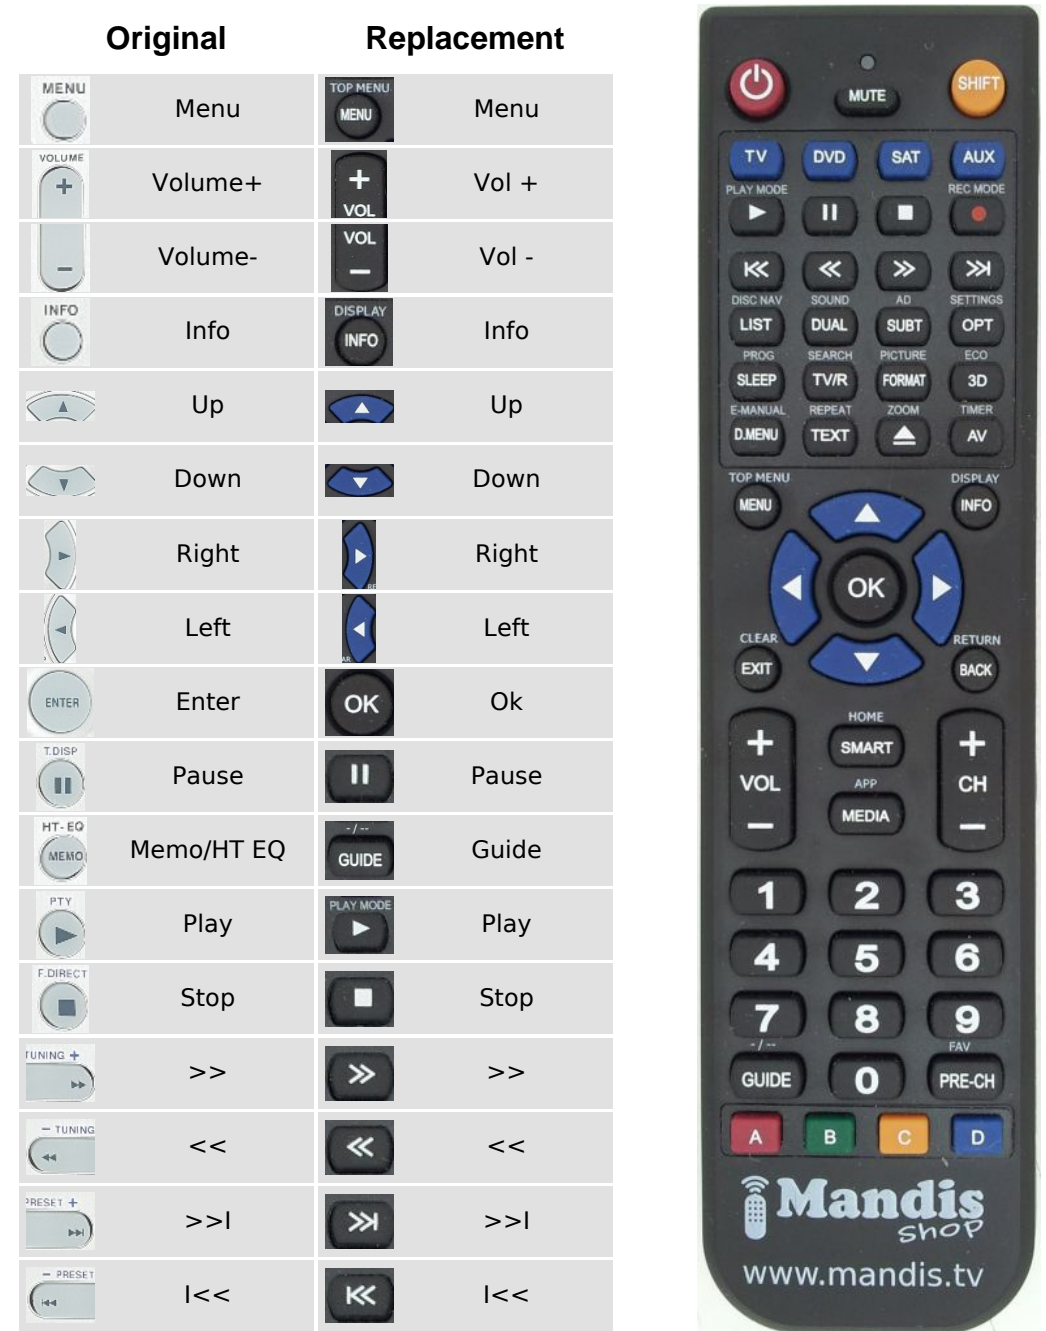 Original Replacement
MENU Menu TOP MENU MENU Menu
VOLUME + Volume+ + VOL Vol +
– Volume- VOL – Vol -
INFO Info DISPLAY INFO Info
Up Up
Down Down
Right Right
Left Left
ENTER Enter OK Ok
T.DISP Pause Pause
HT-EQ MEMO Memo/HT EQ -/-- GUIDE Guide
PTY Play PLAY MODE Play
F.DIRECT Stop Stop
TUNING + >> >>
– TUNING << <<
PRESET + >>I >>I
– PRESET I<< I<<
SHIFT
MUTE
TV DVD SAT AUX
PLAY MODE REC MODE
DISC NAV SOUND AD SETTINGS
LIST DUAL SUBT OPT
PROG SEARCH PICTURE ECO
SLEEP TV/R FORMAT 3D
E-MANUAL REPEAT ZOOM TIMER
D.MENU TEXT AV
TOP MENU DISPLAY
MENU INFO
OK
CLEAR RETURN
EXIT BACK
HOME
+ SMART +
VOL APP CH
– MEDIA –
1 2 3
4 5 6
7 8 9
-/-- FAV
GUIDE 0 PRE-CH
A B C D
Mandis
shop
www.mandis.tv